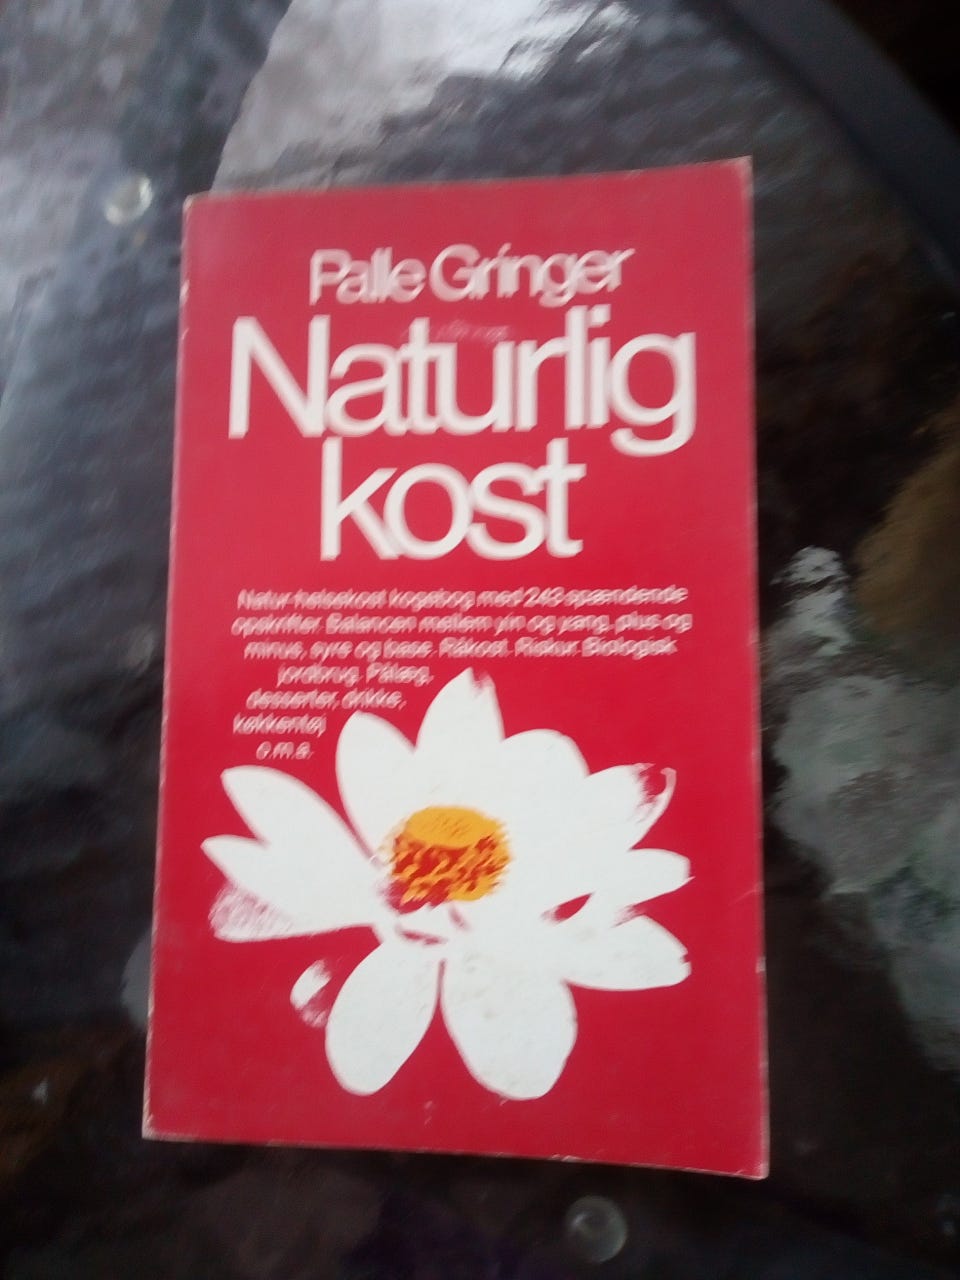 Palle Gringer
Naturlig
kost
Natur-helsekost kogebog med 243 spændende
opskrifter. Balancen mellem yin og yang, plus og
minus, syre og base. Råkost. Riskur. Biologisk
jordbrug. Pålæg,
desserter, drikke,
køkkentøj
o.m.a.